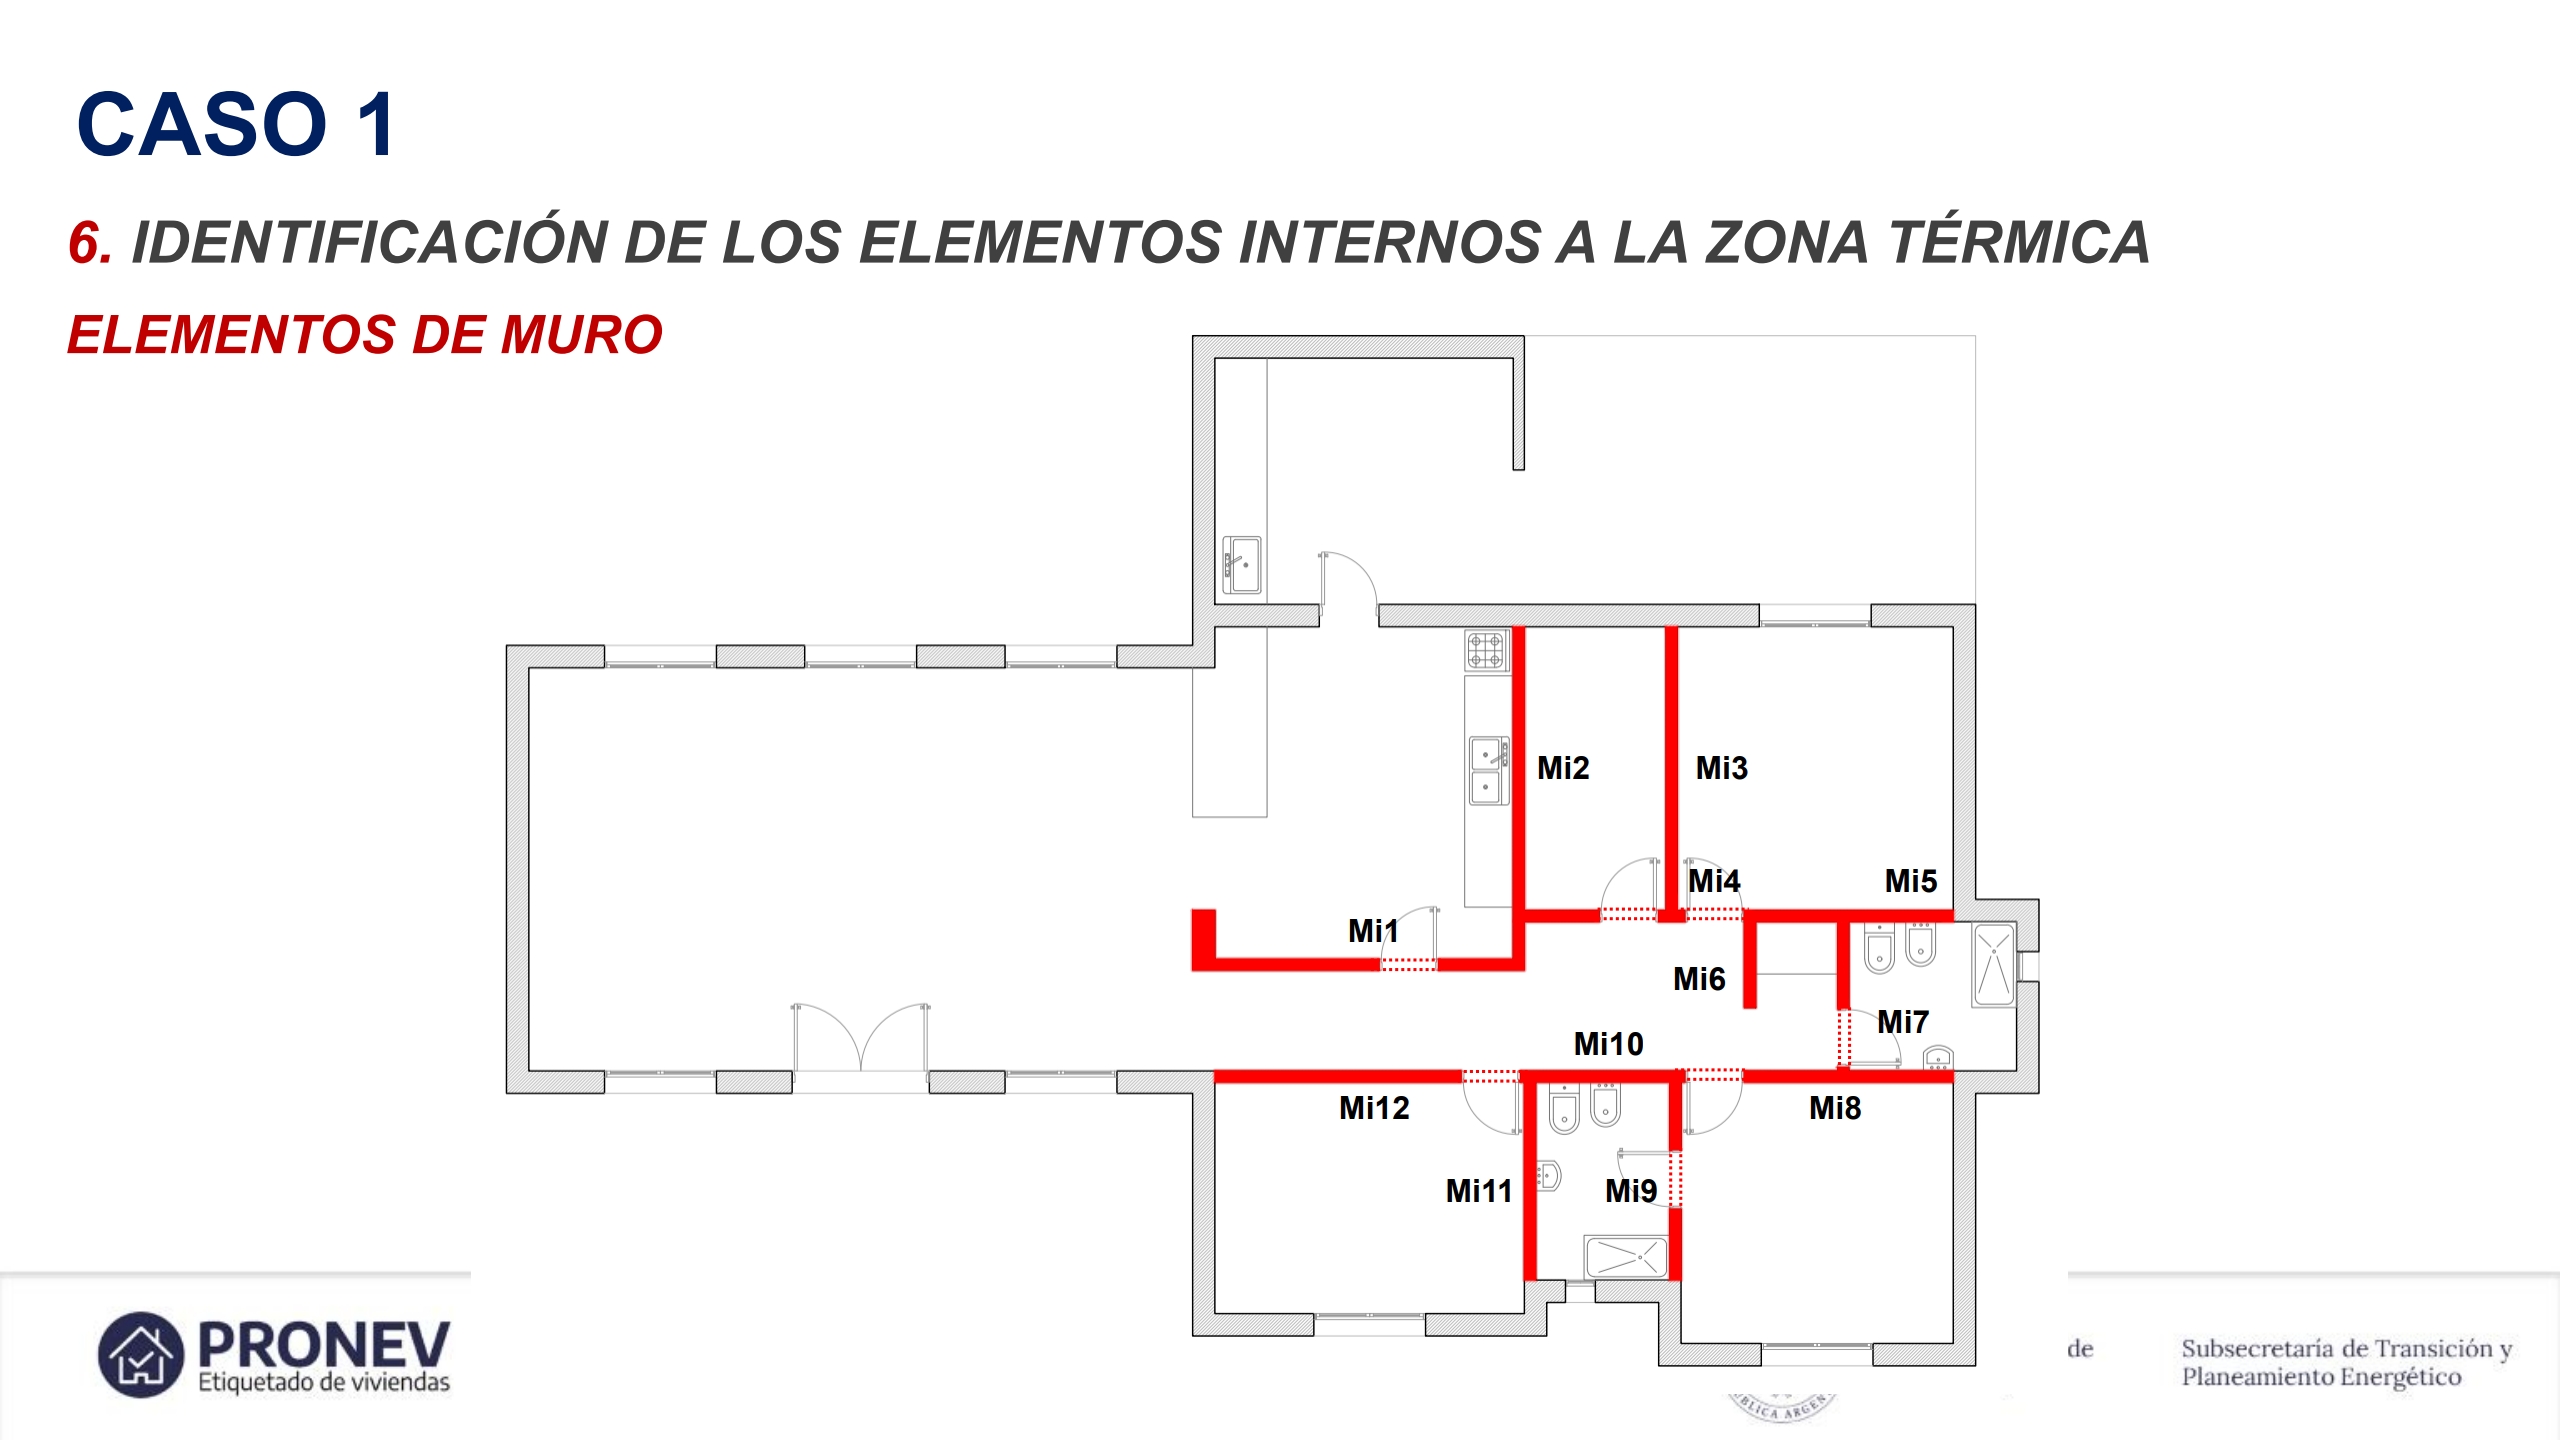 CASO 1
6. IDENTIFICACIÓN DE LOS ELEMENTOS INTERNOS A LA ZONA TÉRMICA
ELEMENTOS DE MURO
Mi2
Mi3
Mi4
Mi5
Mi1
Mi6
Mi7
Mi10
Mi12
Mi8
Mi11
Mi9
PRONEV
Etiquetado de viviendas
de
Subsecretaría de Transición y
Planeamiento Energético